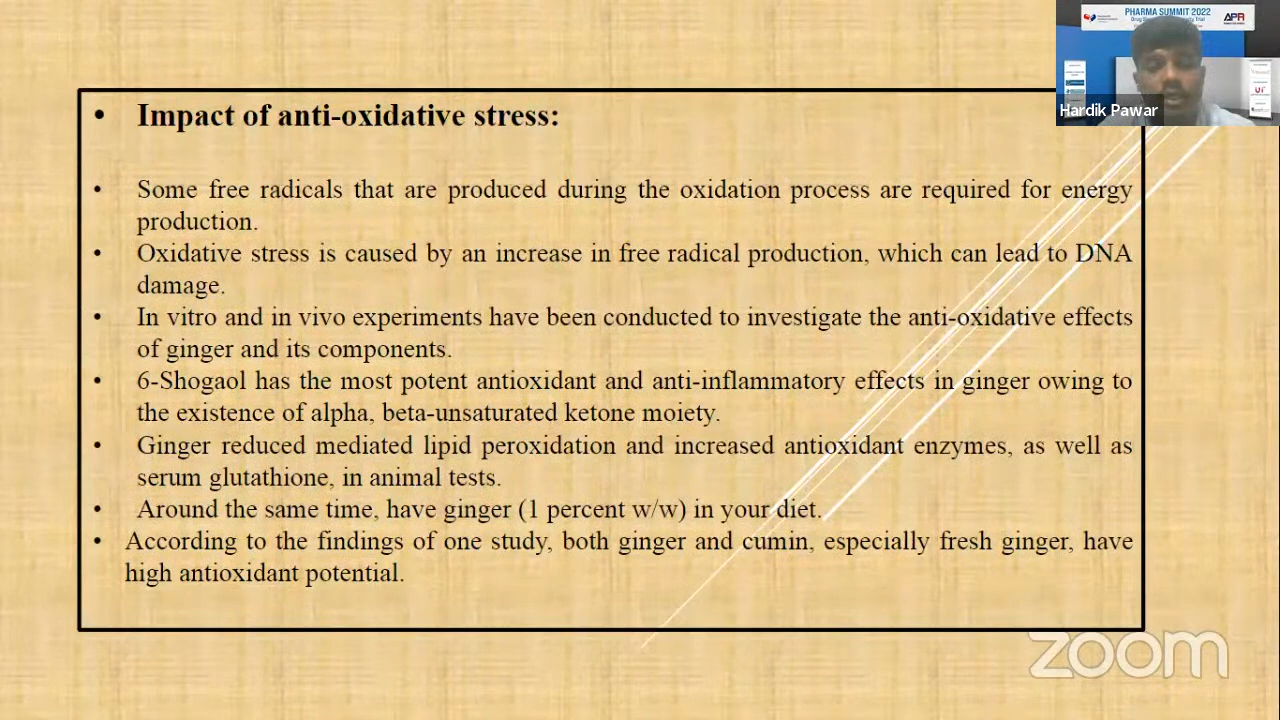 PHARMA SUMMIT 2022
APR
Hardik Pawar
• Impact of anti-oxidative stress:
• Some free radicals that are produced during the oxidation process are required for energy
production.
• Oxidative stress is caused by an increase in free radical production, which can lead to DNA
damage.
• In vitro and in vivo experiments have been conducted to investigate the anti-oxidative effects
of ginger and its components.
• 6-Shogaol has the most potent antioxidant and anti-inflammatory effects in ginger owing to
the existence of alpha, beta-unsaturated ketone moiety.
• Ginger reduced mediated lipid peroxidation and increased antioxidant enzymes, as well as
serum glutathione, in animal tests.
• Around the same time, have ginger (1 percent w/w) in your diet.
• According to the findings of one study, both ginger and cumin, especially fresh ginger, have
high antioxidant potential.
zoom